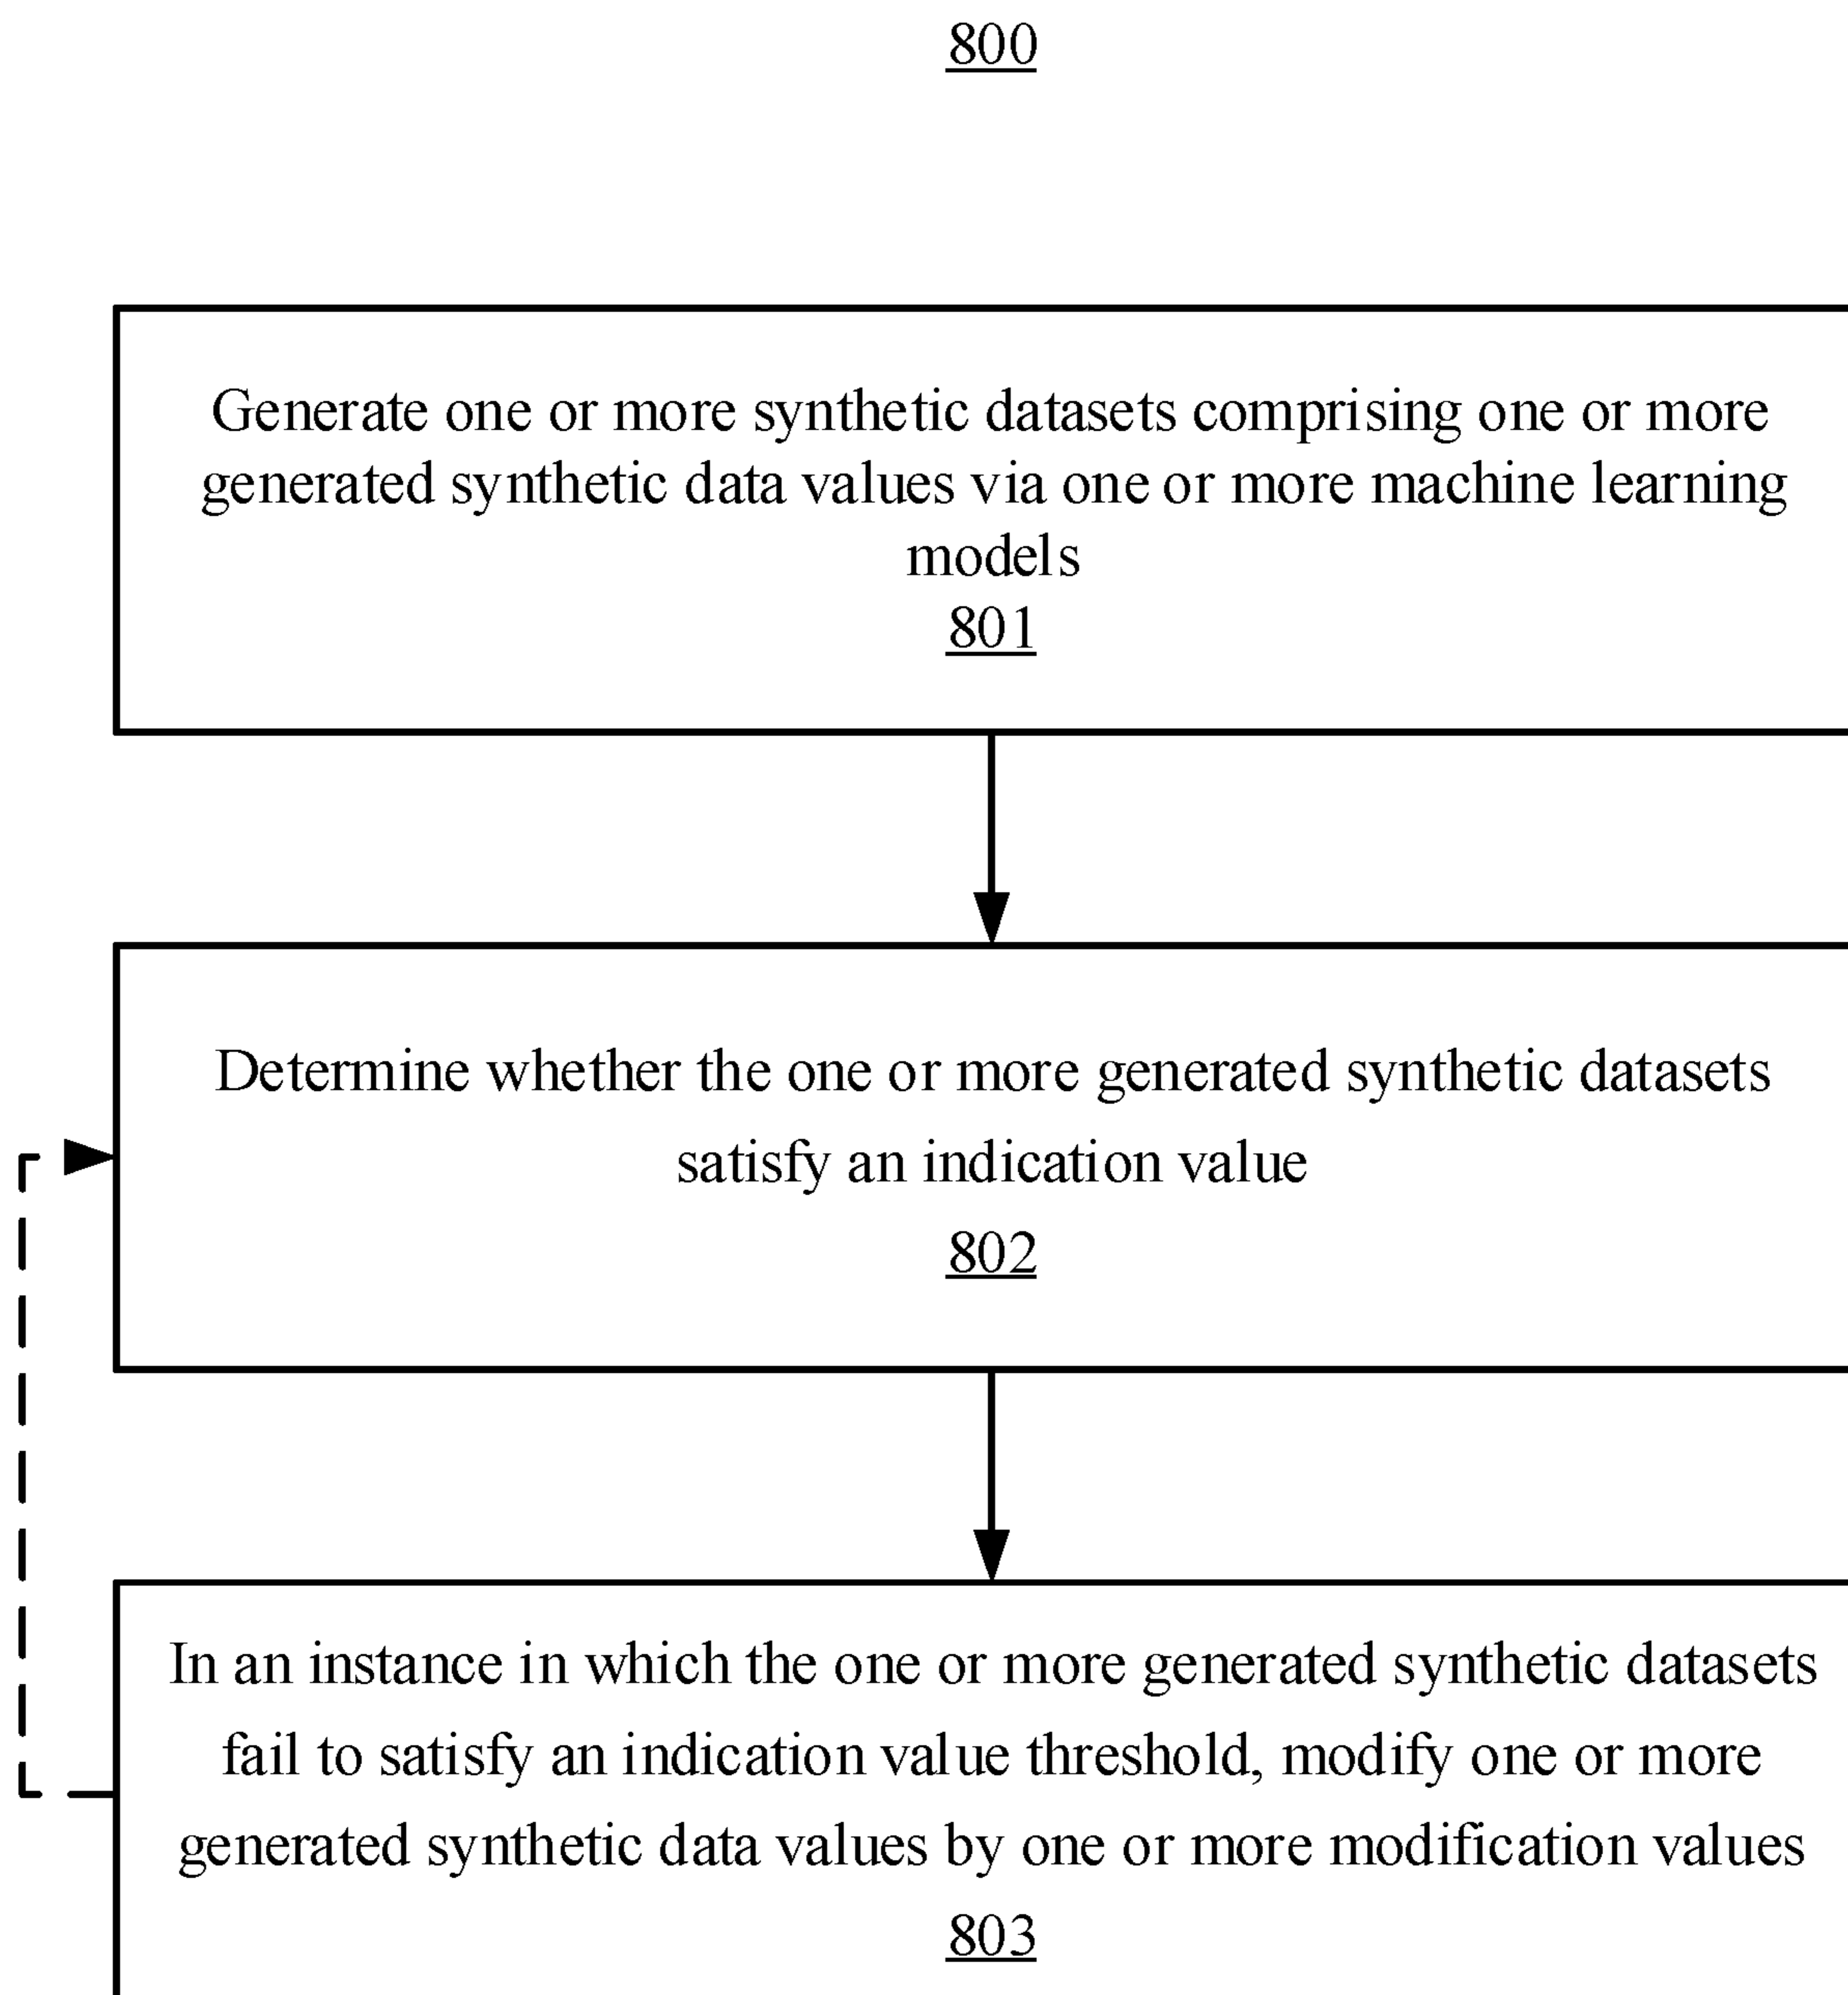 800
Generate one or more synthetic datasets comprising one or more
generated synthetic data values via one or more machine learning
models
801
Determine whether the one or more generated synthetic datasets
satisfy an indication value
802
In an instance in which the one or more generated synthetic datasets
fail to satisfy an indication value threshold, modify one or more
generated synthetic data values by one or more modification values
803